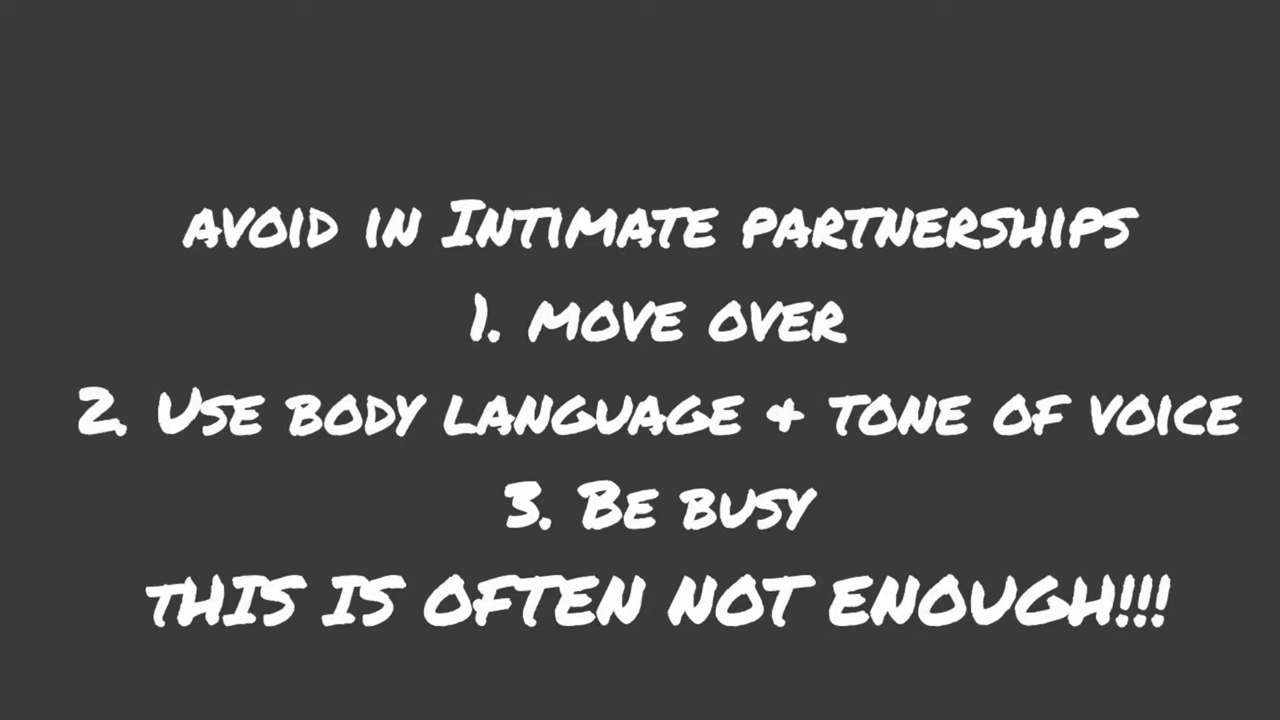 AVOID IN INTIMATE PARTNERSHIPS
1. MOVE OVER
2. USE BODY LANGUAGE & TONE OF VOICE
3. BE BUSY
THIS IS OFTEN NOT ENOUGH!!!